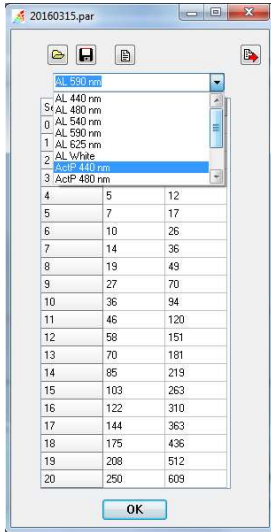 20160315.par
AL 590 nm
Se
AL 440 nm
AL 480 nm
0 AL 540 nm
AL 590 nm
1 AL 625 nm
2 AL White
ActP 440 nm
3 ActP 480 nm
4 5 12
5 7 17
6 10 26
7 14 36
8 19 49
9 27 70
10 36 94
11 46 120
12 58 151
13 70 181
14 85 219
15 103 263
16 122 310
17 144 363
18 175 436
19 208 512
20 250 609
OK